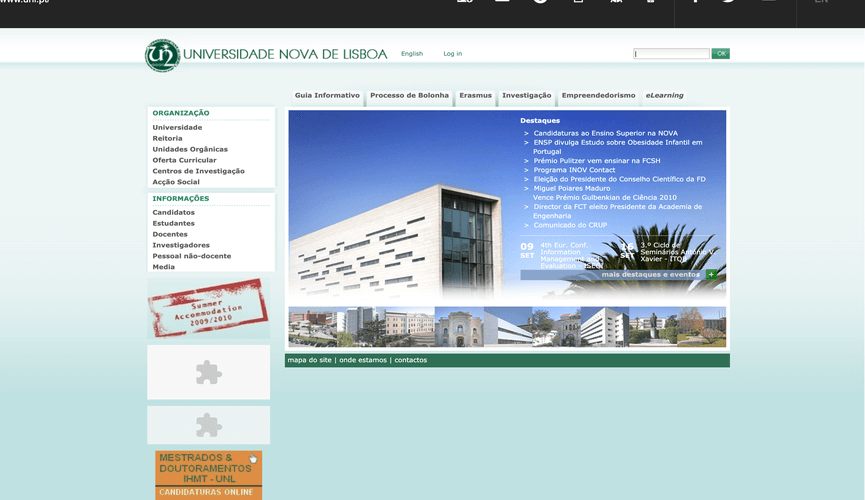 www.unl.pt
EN
UNIVERSIDADE NOVA DE LISBOA
English
Log in
OK
Guia Informativo
Processo de Bolonha
Erasmus
Investigação
Empreendedorismo
eLearning
ORGANIZAÇÃO
Universidade
Reitoria
Unidades Orgânicas
Oferta Curricular
Centros de Investigação
Acção Social
INFORMAÇÕES
Candidatos
Estudantes
Docentes
Investigadores
Pessoal não-docente
Media
Summer
Accommodation
2009/2010
MESTRADOS &
DOUTORAMENTOS
IHMT - UNL
CANDIDATURAS ONLINE
Destaques
> Candidaturas ao Ensino Superior na NOVA
> ENSP divulga Estudo sobre Obesidade Infantil em
Portugal
> Prémio Pulitzer vem ensinar na FCSH
> Programa INOV Contact
> Eleição do Presidente do Conselho Científico da FD
> Miguel Poiares Maduro
Vence Prémio Gulbenkian de Ciência 2010
> Director da FCT eleito Presidente da Academia de
Engenharia
> Comunicado do CRUP
09
SET
4th Eur. Conf.
Information
Management and
Evaluation - ISEGI
16
SET
3.º Ciclo de
Seminários António V.
Xavier - ITQB
mais destaques e eventos +
mapa do site | onde estamos | contactos